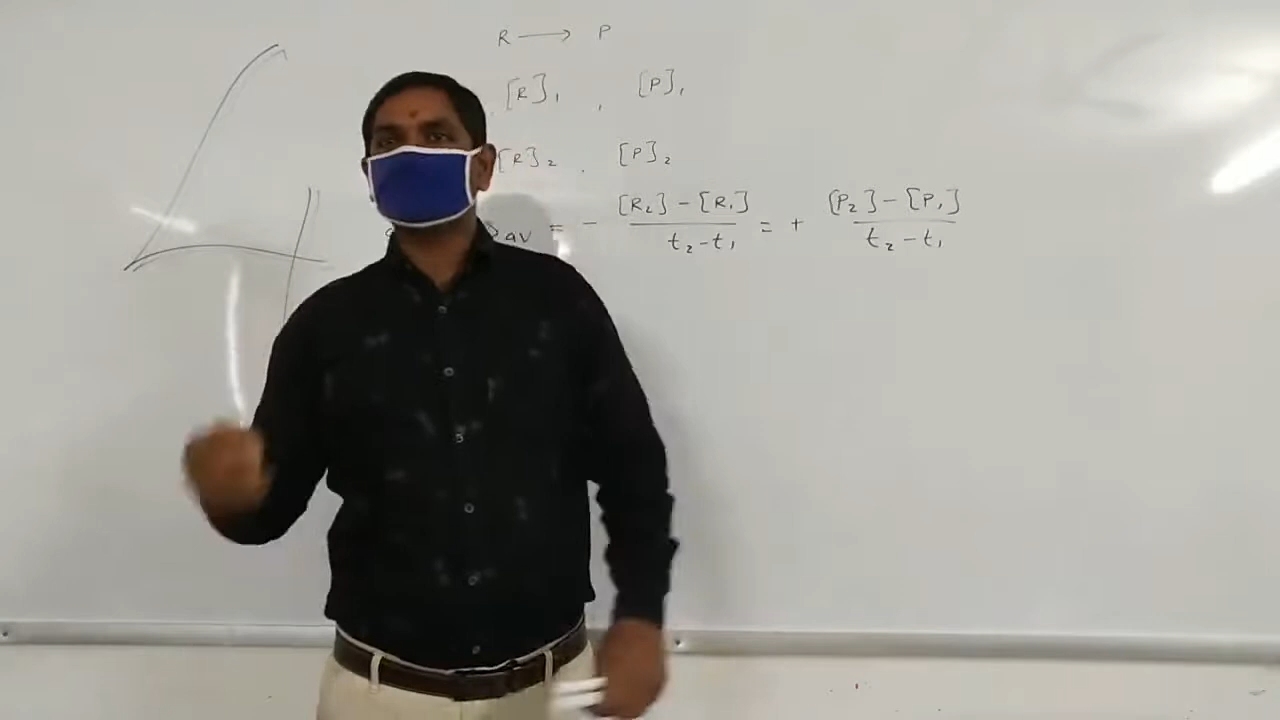 R → P
[R]₁ , [P]₁
[R]₂ , [P]₂
av = - [R₂] - [R₁] / t₂ - t₁ = + [P₂] - [P₁] / t₂ - t₁